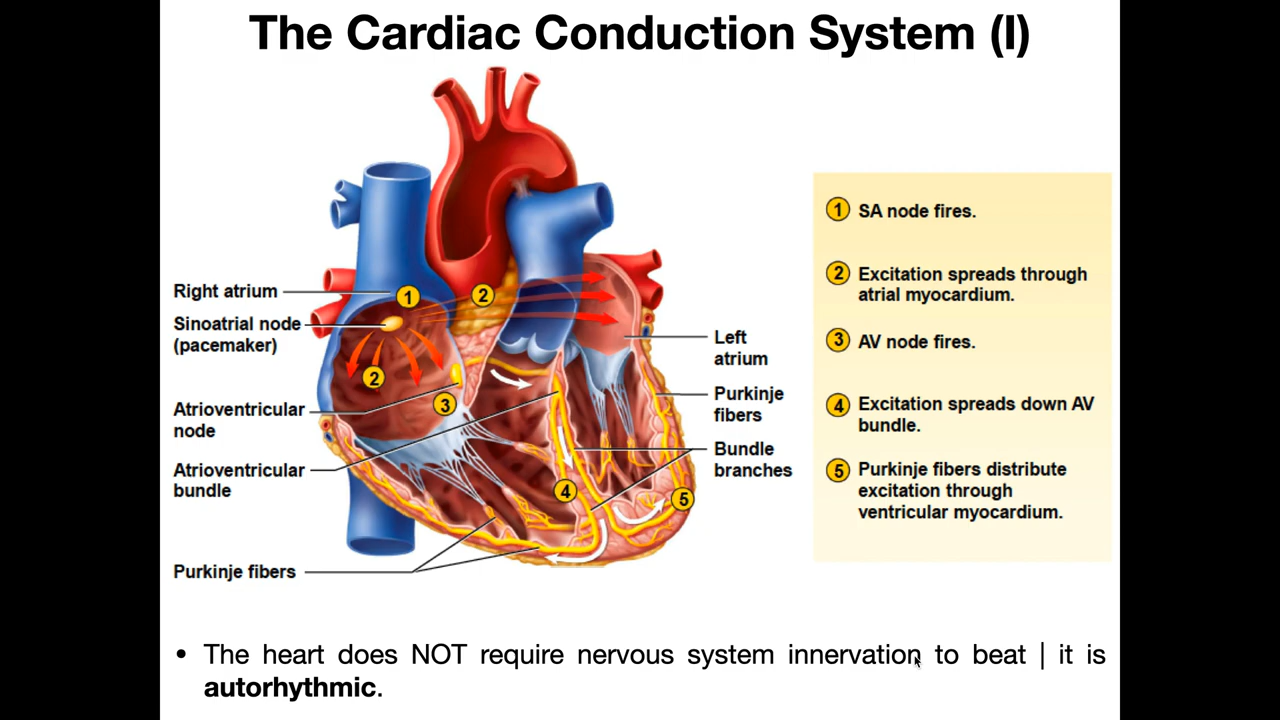 The Cardiac Conduction System (I)
Right atrium
Sinoatrial node
(pacemaker)
Atrioventricular
node
Atrioventricular
bundle
Purkinje fibers
1
2
2
3
4
5
Left
atrium
Purkinje
fibers
Bundle
branches
1 SA node fires.
2 Excitation spreads through
atrial myocardium.
3 AV node fires.
4 Excitation spreads down AV
bundle.
5 Purkinje fibers distribute
excitation through
ventricular myocardium.
• The heart does NOT require nervous system innervation to beat | it is
autorhythmic.